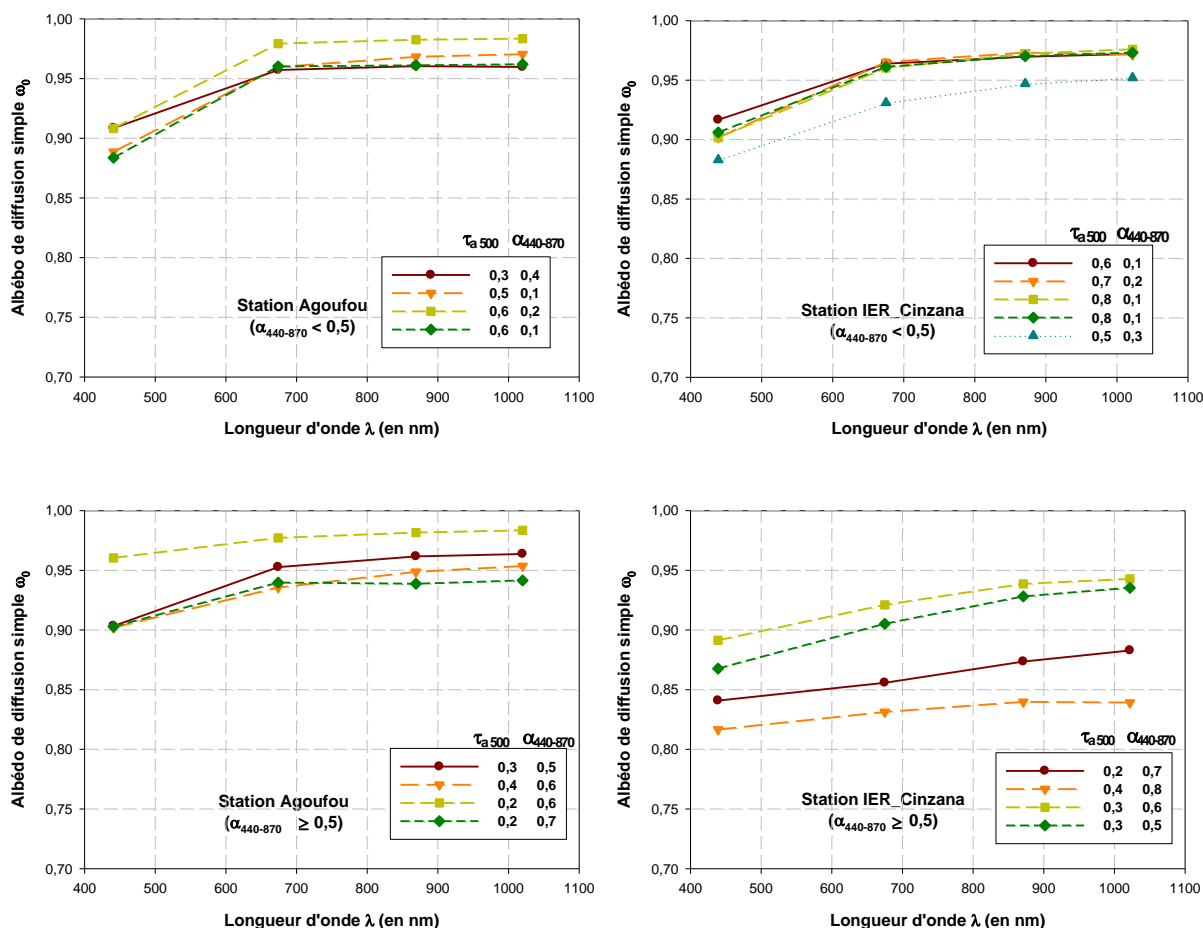 Albébo de diffusion simple ω0
1,00
0,95
0,90
0,85
0,80
0,75
0,70
400 500 600 700 800 900 1000 1100
Longueur d'onde λ (en nm)
Station Agoufou
(α440-870 < 0,5)
τa 500 α440-870
0,3 0,4
0,5 0,1
0,6 0,2
0,6 0,1
Albédo de diffusion simple ω0
1,00
0,95
0,90
0,85
0,80
0,75
0,70
400 500 600 700 800 900 1000 1100
Longueur d'onde λ (en nm)
Station IER_Cinzana
(α440-870 < 0,5)
τa 500 α440-870
0,6 0,1
0,7 0,2
0,8 0,1
0,8 0,1
0,5 0,3
Albédo de diffusion simple ω0
1,00
0,95
0,90
0,85
0,80
0,75
0,70
400 500 600 700 800 900 1000 1100
Longueur d'onde λ (en nm)
Station Agoufou
(α440-870 ≥ 0,5)
τa 500 α440-870
0,3 0,5
0,4 0,6
0,2 0,6
0,2 0,7
Albédo de diffusion simple ω0
1,00
0,95
0,90
0,85
0,80
0,75
0,70
400 500 600 700 800 900 1000 1100
Longueur d'onde λ (en nm)
Station IER_Cinzana
(α440-870 ≥ 0,5)
τa 500 α440-870
0,2 0,7
0,4 0,8
0,3 0,6
0,3 0,5